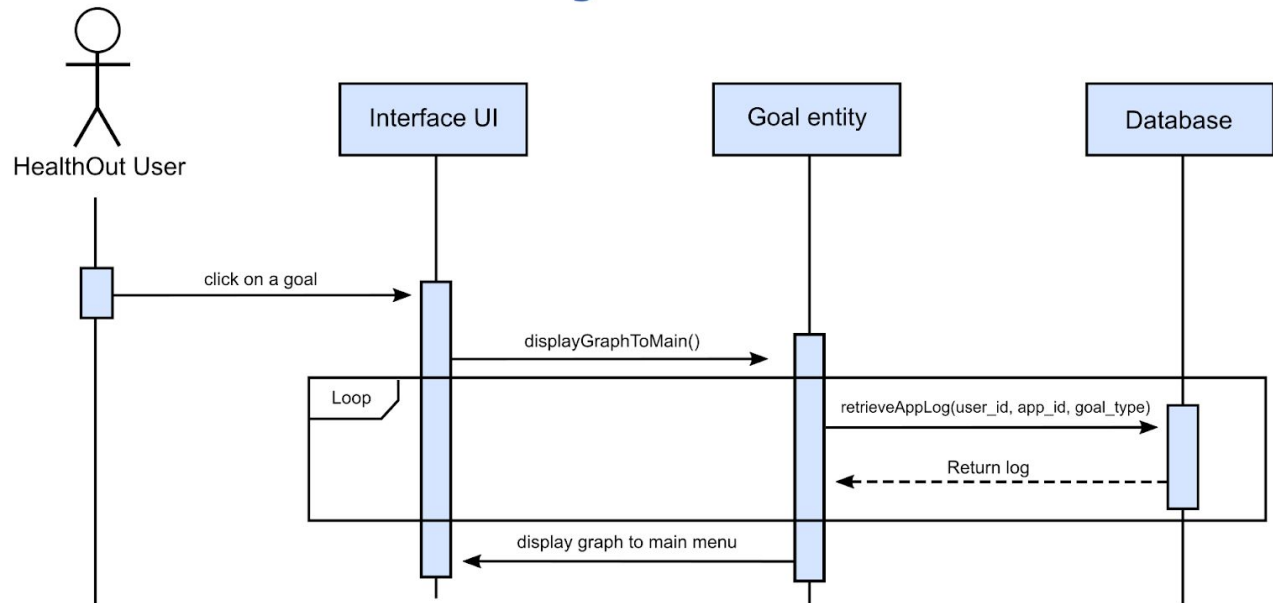 Interface UI
Goal entity
Database
HealthOut User
click on a goal
displayGraphToMain()
Loop
retrieveAppLog(user_id, app_id, goal_type)
Return log
display graph to main menu